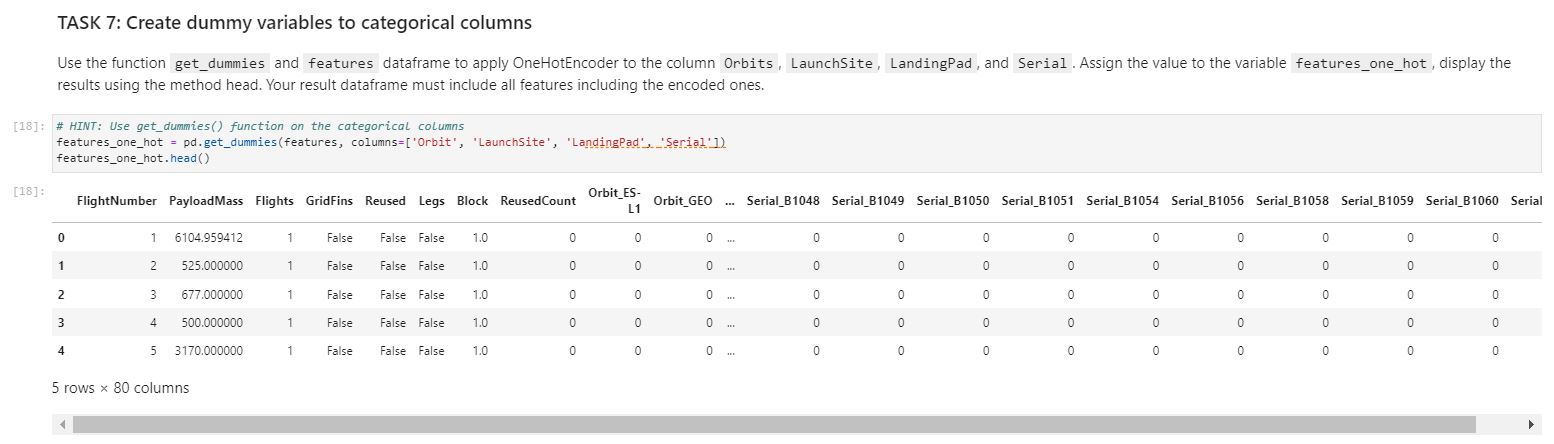 TASK 7: Create dummy variables to categorical columns
Use the function get_dummies and features dataframe to apply OneHotEncoder to the column Orbits , LaunchSite , LandingPad , and Serial . Assign the value to the variable features_one_hot , display the
results using the method head. Your result dataframe must include all features including the encoded ones.
[18]: # HINT: Use get_dummies() function on the categorical columns
features_one_hot = pd.get_dummies(features, columns=['Orbit', 'LaunchSite', 'LandingPad', 'Serial'])
features_one_hot.head()
[18]:
FlightNumber PayloadMass Flights GridFins Reused Legs Block ReusedCount Orbit_ES-L1 Orbit_GEO ... Serial_B1048 Serial_B1049 Serial_B1050 Serial_B1051 Serial_B1054 Serial_B1056 Serial_B1058 Serial_B1059 Serial_B1060 Serial
0 1 6104.959412 1 False False False 1.0 0 0 0 ... 0 0 0 0 0 0 0 0 0
1 2 525.000000 1 False False False 1.0 0 0 0 ... 0 0 0 0 0 0 0 0 0
2 3 677.000000 1 False False False 1.0 0 0 0 ... 0 0 0 0 0 0 0 0 0
3 4 500.000000 1 False False False 1.0 0 0 0 ... 0 0 0 0 0 0 0 0 0
4 5 3170.000000 1 False False False 1.0 0 0 0 ... 0 0 0 0 0 0 0 0 0
5 rows × 80 columns